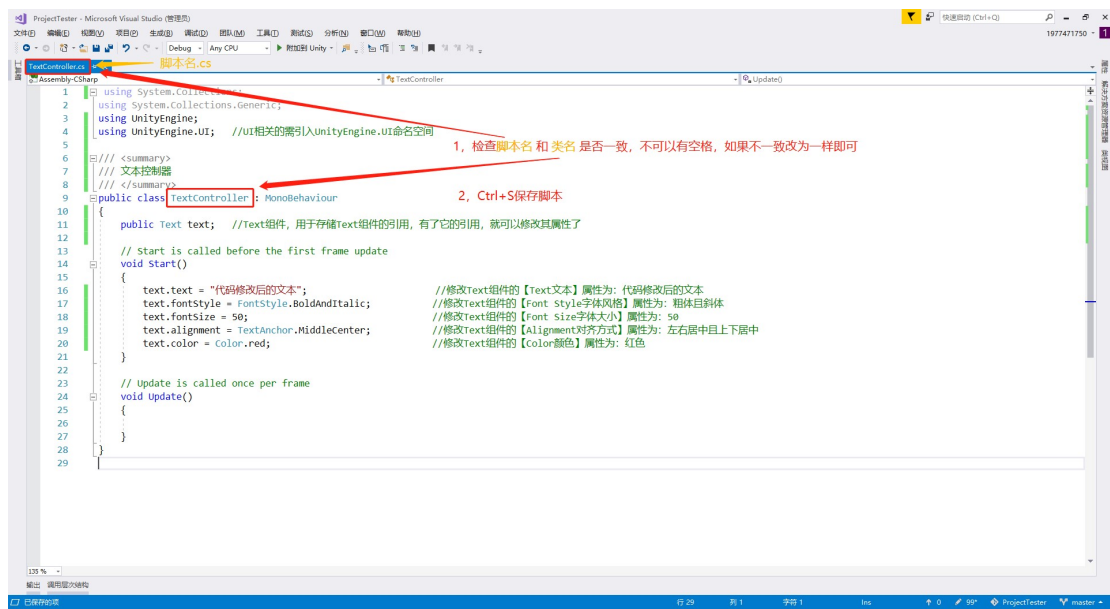 ProjectTester - Microsoft Visual Studio (管理员)
快速启动 (Ctrl+Q)
文件(F) 编辑(E) 视图(V) 项目(P) 生成(B) 调试(D) 团队(M) 工具(T) 测试(S) 分析(N) 窗口(W) 帮助(H)
1977471750 1
Debug Any CPU 附加到 Unity
TextController.cs 脚本名.cs
Assembly-CSharp TextController Update()
1 using System.Collections;
2 using System.Collections.Generic;
3 using UnityEngine;
4 using UnityEngine.UI; //UI相关的需引入UnityEngine.UI命名空间
5
1，检查脚本名 和 类名 是否一致，不可以有空格，如果不一致改为一样即可
6 /// <summary>
7 /// 文本控制器
8 /// </summary>
9 public class TextController : MonoBehaviour
2，Ctrl+S保存脚本
10 {
11 public Text text; //Text组件，用于存储Text组件的引用，有了它的引用，就可以修改其属性了
12
13 // Start is called before the first frame update
14 void Start()
15 {
16 text.text = "代码修改后的文本"; //修改Text组件的【Text文本】属性为：代码修改后的文本
17 text.fontStyle = FontStyle.BoldAndItalic; //修改Text组件的【Font Style字体风格】属性为：粗体且斜体
18 text.fontSize = 50; //修改Text组件的【Font Size字体大小】属性为：50
19 text.alignment = TextAnchor.MiddleCenter; //修改Text组件的【Alignment对齐方式】属性为：左右居中且上下居中
20 text.color = Color.red; //修改Text组件的【Color颜色】属性为：红色
21 }
22
23 // Update is called once per frame
24 void Update()
25 {
26
27 }
28 }
29
135 %
输出 调用层次结构
已保存的项 行 29 列 1 字符 1 Ins 0 99* ProjectTester master
工具箱
属性
解决方案资源管理器
类视图